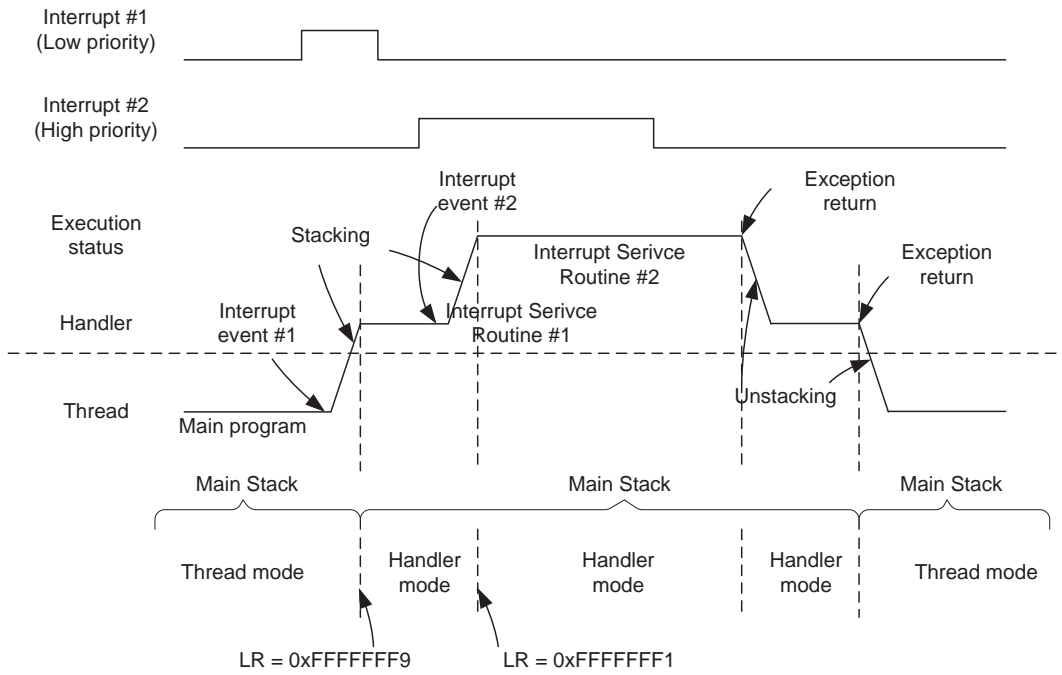 Interrupt #1
(Low priority)
Interrupt #2
(High priority)
Interrupt
event #2
Exception
return
Execution
status
Stacking
Interrupt Serivce
Routine #2
Exception
return
Interrupt
event #1
Handler
Interrupt Serivce
Routine #1
Thread
Main program
Unstacking
Main Stack
Main Stack
Main Stack
Thread mode
Handler
mode
Handler
mode
Handler
mode
Thread mode
LR = 0xFFFFFFF9
LR = 0xFFFFFFF1